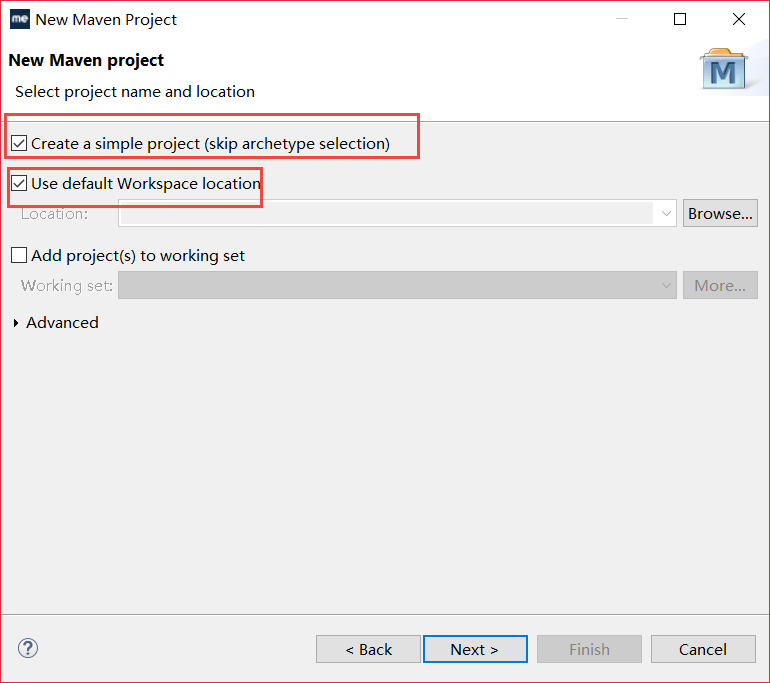 me New Maven Project
New Maven project
Select project name and location
M
Create a simple project (skip archetype selection)
Use default Workspace location
Location:
Browse...
Add project(s) to working set
Working set:
More...
Advanced
?
< Back
Next >
Finish
Cancel